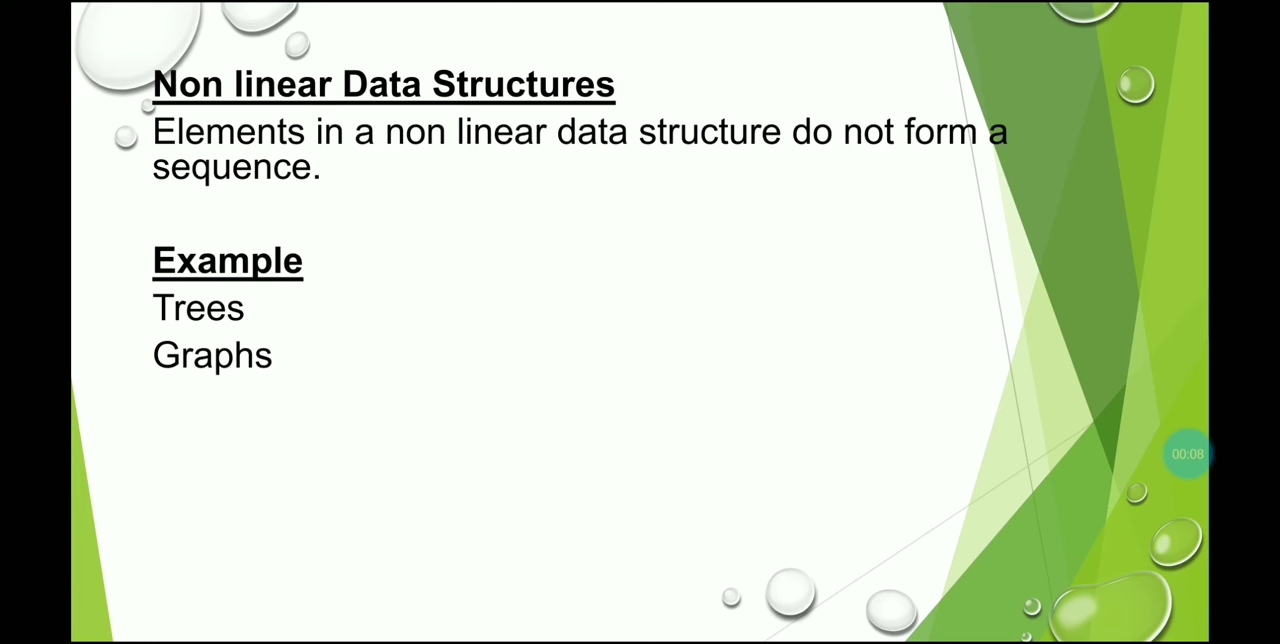 Non linear Data Structures
Elements in a non linear data structure do not form a
sequence.
Example
Trees
Graphs
00:08